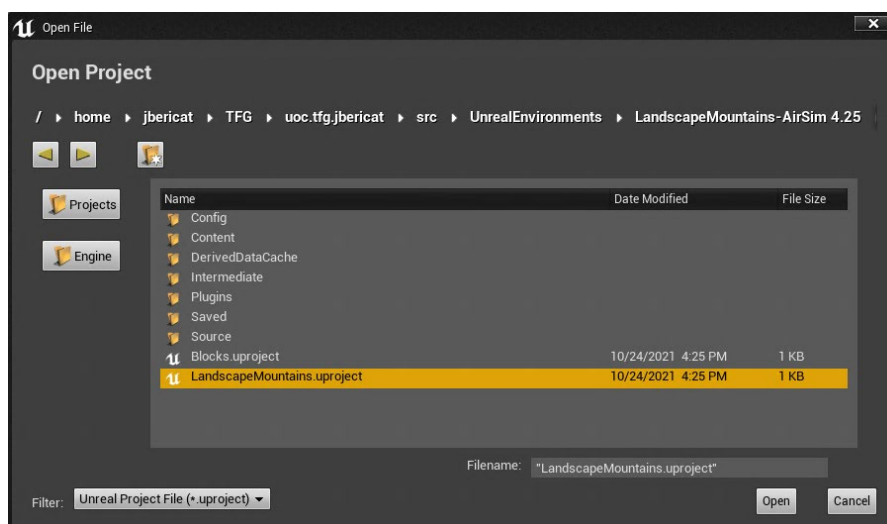 Open File
Open Project
/ home jbericat TFG uoc.tfg.jbericat src UnrealEnvironments LandscapeMountains-AirSim 4.25
Projects
Engine
Name Date Modified File Size
Config
Content
DerivedDataCache
Intermediate
Plugins
Saved
Source
Blocks.uproject 10/24/2021 4:25 PM 1 KB
LandscapeMountains.uproject 10/24/2021 4:25 PM 1 KB
Filename: "LandscapeMountains.uproject"
Filter: Unreal Project File (*.uproject)
Open Cancel